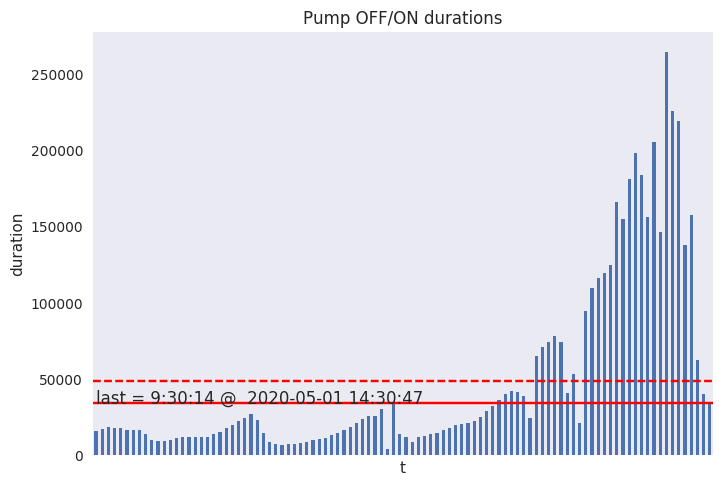 Pump OFF/ON durations
250000
200000
150000
100000
50000
0
duration
last = 9:30:14 @  2020-05-01 14:30:47
t